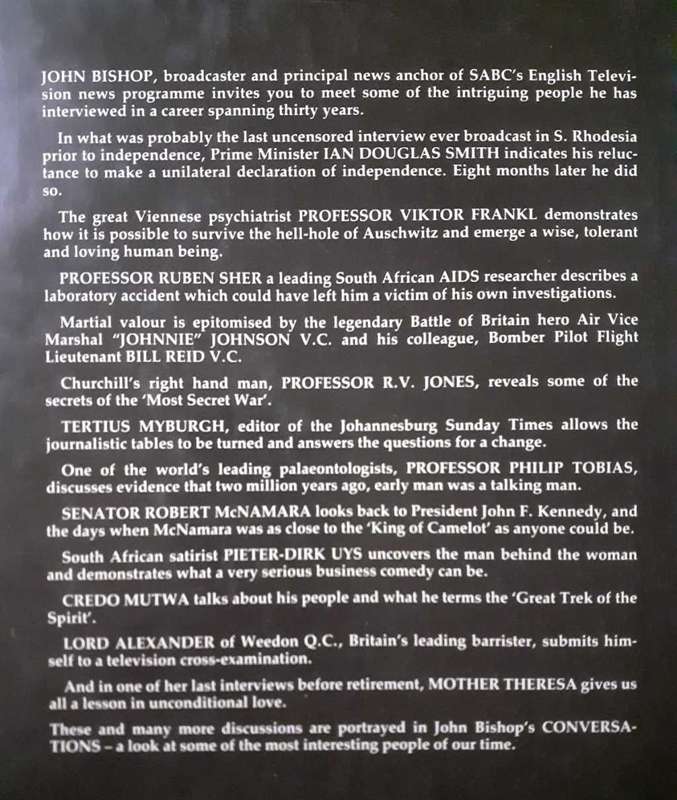 JOHN BISHOP, broadcaster and principal news anchor of SABC's English Televi-
sion news programme invites you to meet some of the intriguing people he has
interviewed in a career spanning thirty years.
In what was probably the last uncensored interview ever broadcast in S. Rhodesia
prior to independence, Prime Minister IAN DOUGLAS SMITH indicates his reluc-
tance to make a unilateral declaration of independence. Eight months later he did
so.
The great Viennese psychiatrist PROFESSOR VIKTOR FRANKL demonstrates
how it is possible to survive the hell-hole of Auschwitz and emerge a wise, tolerant
and loving human being.
PROFESSOR RUBEN SHER a leading South African AIDS researcher describes a
laboratory accident which could have left him a victim of his own investigations.
Martial valour is epitomised by the legendary Battle of Britain hero Air Vice
Marshal "JOHNNIE" JOHNSON V.C. and his colleague, Bomber Pilot Flight
Lieutenant BILL REID V.C.
Churchill's right hand man, PROFESSOR R.V. JONES, reveals some of the
secrets of the 'Most Secret War'.
TERTIUS MYBURGH, editor of the Johannesburg Sunday Times allows the
journalistic tables to be turned and answers the questions for a change.
One of the world's leading palaeontologists, PROFESSOR PHILIP TOBIAS,
discusses evidence that two million years ago, early man was a talking man.
SENATOR ROBERT McNAMARA looks back to President John F. Kennedy, and
the days when McNamara was as close to the 'King of Camelot' as anyone could be.
South African satirist PIETER-DIRK UYS uncovers the man behind the woman
and demonstrates what a very serious business comedy can be.
CREDO MUTWA talks about his people and what he terms the 'Great Trek of the
Spirit'.
LORD ALEXANDER of Weedon Q.C., Britain's leading barrister, submits him-
self to a television cross-examination.
And in one of her last interviews before retirement, MOTHER THERESA gives us
all a lesson in unconditional love.
These and many more discussions are portrayed in John Bishop's CONVERSA-
TIONS – a look at some of the most interesting people of our time.